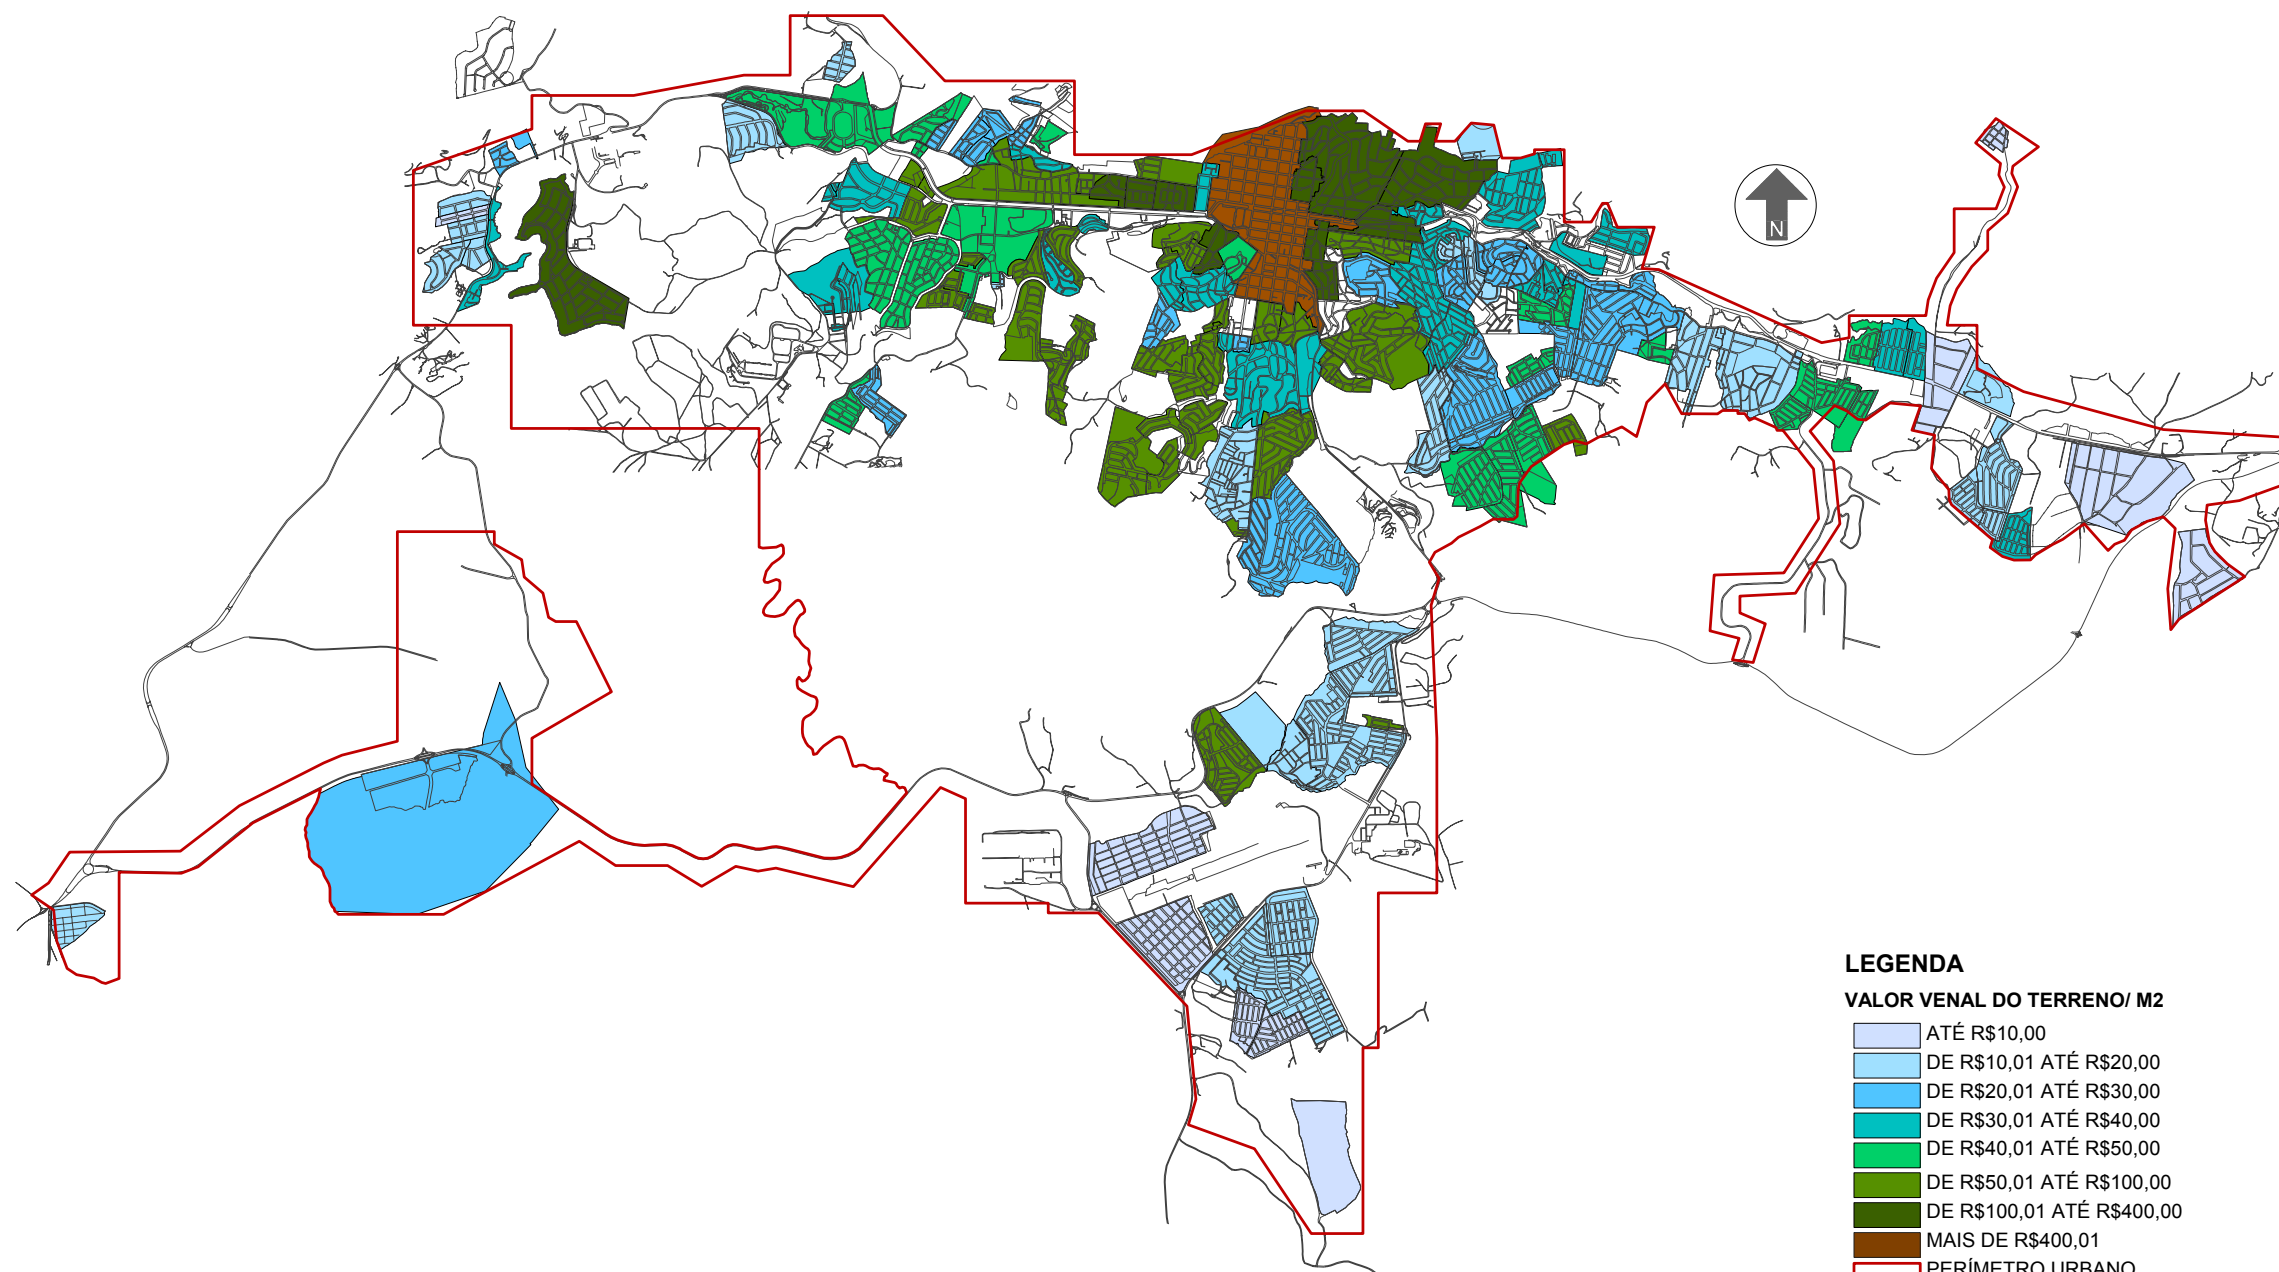 N
LEGENDA
VALOR VENAL DO TERRENO/ M2
ATÉ R$10,00
DE R$10,01 ATÉ R$20,00
DE R$20,01 ATÉ R$30,00
DE R$30,01 ATÉ R$40,00
DE R$40,01 ATÉ R$50,00
DE R$50,01 ATÉ R$100,00
DE R$100,01 ATÉ R$400,00
MAIS DE R$400,01
PERÍMETRO URBANO